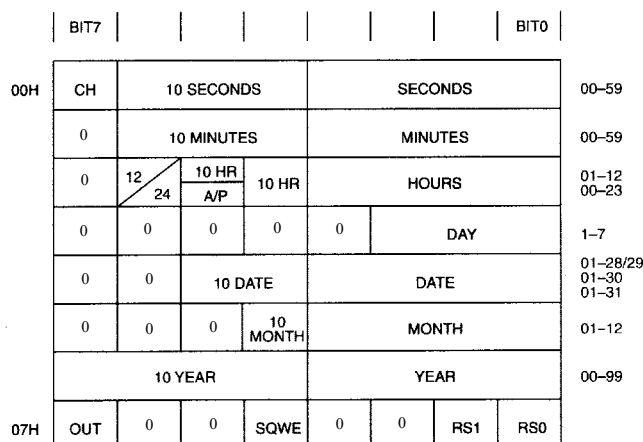 BIT7 BIT0
00H CH 10 SECONDS SECONDS 00–59
0 10 MINUTES MINUTES 00–59
0 12/24 10 HR A/P 10 HR HOURS 01–12 00–23
0 0 0 0 0 DAY 1–7
0 0 10 DATE DATE 01–28/29 01–30 01–31
0 0 0 10 MONTH MONTH 01–12
10 YEAR YEAR 00–99
07H OUT 0 0 SQWE 0 0 RS1 RS0